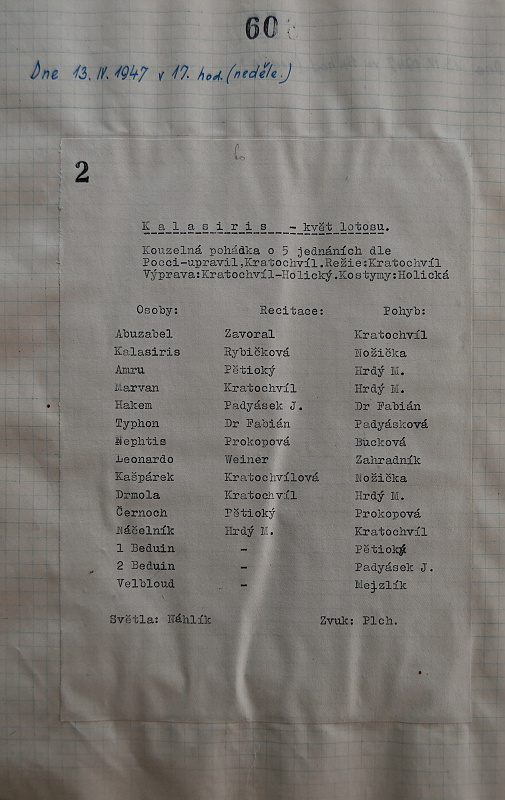 60
Dne 13. IV. 1947 v 17. hod. (neděle.)
2
Kalasiris - květ lotosu.
Kouzelná pohádka o 5 jednáních dle
Pocci-upravil,Kratochvíl.Režie:Kratochvíl
Výprava:Kratochvíl-Holický.Kostymy:Holická
Osoby: Recitace: Pohyb:
Abuzabel Zavoral Kratochvíl
Kalasiris Rybičková Nožička
Amru Pětioký Hrdý M.
Marvan Kratochvíl Hrdý M.
Hakem Padyásek J. Dr Fabián
Typhon Dr Fabián Padyásková
Nephtis Prokopová Bucková
Leonardo Weiner Zahradník
Kašpárek Kratochvílová Nožička
Drmola Kratochvíl Hrdý M.
Černoch Pětioký Prokopová
Náčelník Hrdý M. Kratochvíl
1 Beduin - Pětioký
2 Beduin - Padyásek J.
Velbloud - Mejzlík
Světla: Náhlík Zvuk: Plch.